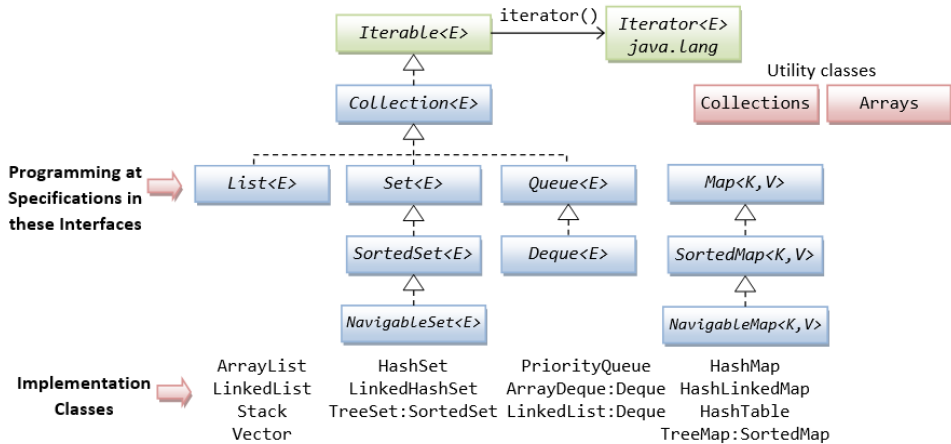 Iterable<E>
iterator()
Iterator<E>
java.lang
Utility classes
Collections
Arrays
Collection<E>
Programming at
Specifications in
these Interfaces
List<E>
Set<E>
Queue<E>
Map<K,V>
SortedSet<E>
Deque<E>
SortedMap<K,V>
NavigableSet<E>
NavigableMap<K,V>
Implementation
Classes
ArrayList
LinkedList
Stack
Vector
HashSet
LinkedHashSet
TreeSet:SortedSet
PriorityQueue
ArrayDeque:Deque
LinkedList:Deque
HashMap
HashLinkedMap
HashTable
TreeMap:SortedMap